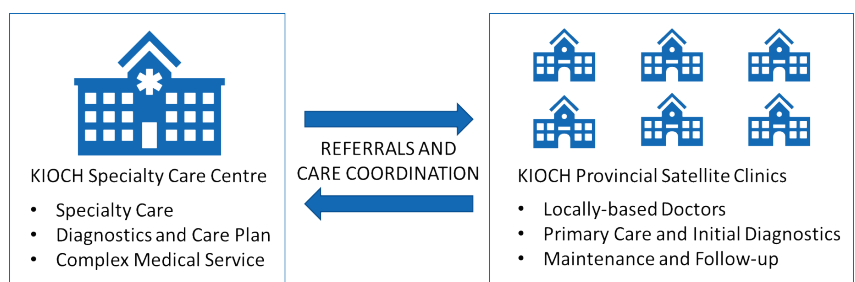 KIOCH Specialty Care Centre
• Specialty Care
• Diagnostics and Care Plan
• Complex Medical Service
REFERRALS AND
CARE COORDINATION
KIOCH Provincial Satellite Clinics
• Locally-based Doctors
• Primary Care and Initial Diagnostics
• Maintenance and Follow-up